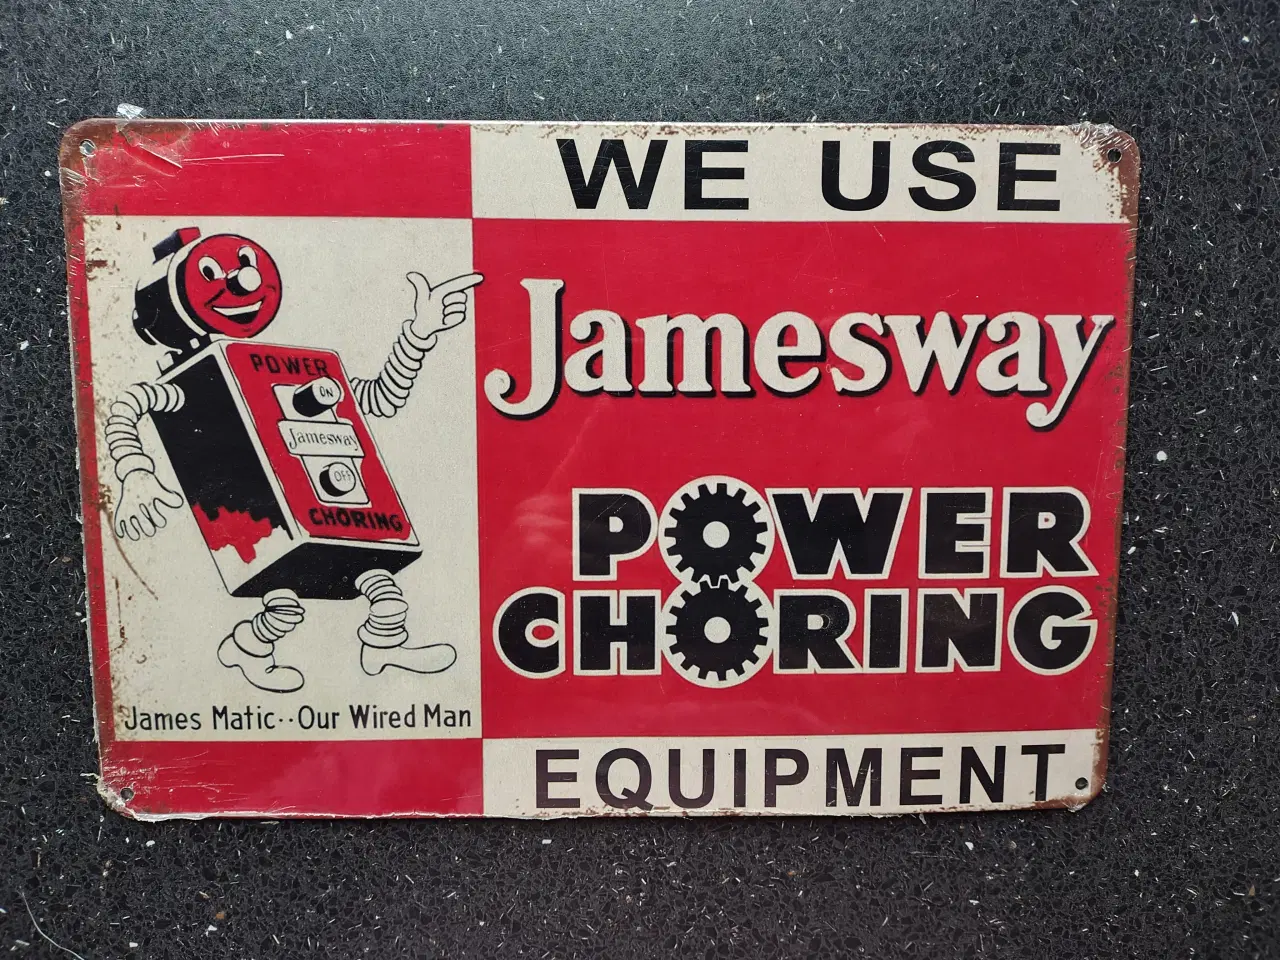 WE USE
Jamesway
POWER
CHORING
EQUIPMENT
POWER
ON
Jamesway
OFF
CHORING
James Matic··Our Wired Man